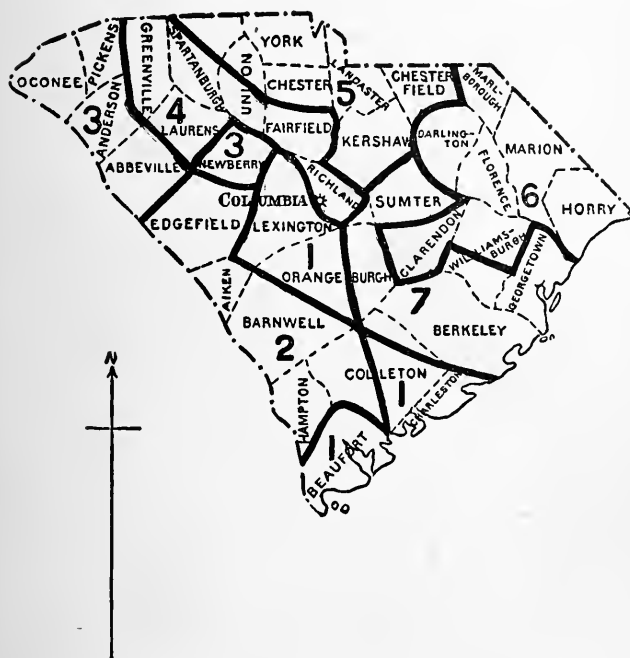 YORK
OCONEE
PICKENS
GREENVILLE
SPARTANBURGH
UNION
CHESTER
LANCASTER
CHESTER
FIELD
MARL-
BOROUGH
3
ANDERSON
4
LAURENS
5
FAIRFIELD
KERSHAW
DARLING-
TON
MARION
ABBEVILLE
3
NEWBERRY
RICHLAND
FLORENCE
6
HORRY
EDGEFIELD
COLUMBIA
LEXINGTON
SUMTER
CLARENDON
WILLIAMS-
BURGH
GEORGETOWN
1
ORANGE BURGH
7
AIKEN
BARNWELL
2
BERKELEY
COLLETON
1
CHARLESTON
HAMPTON
1
BEAUFORT
N